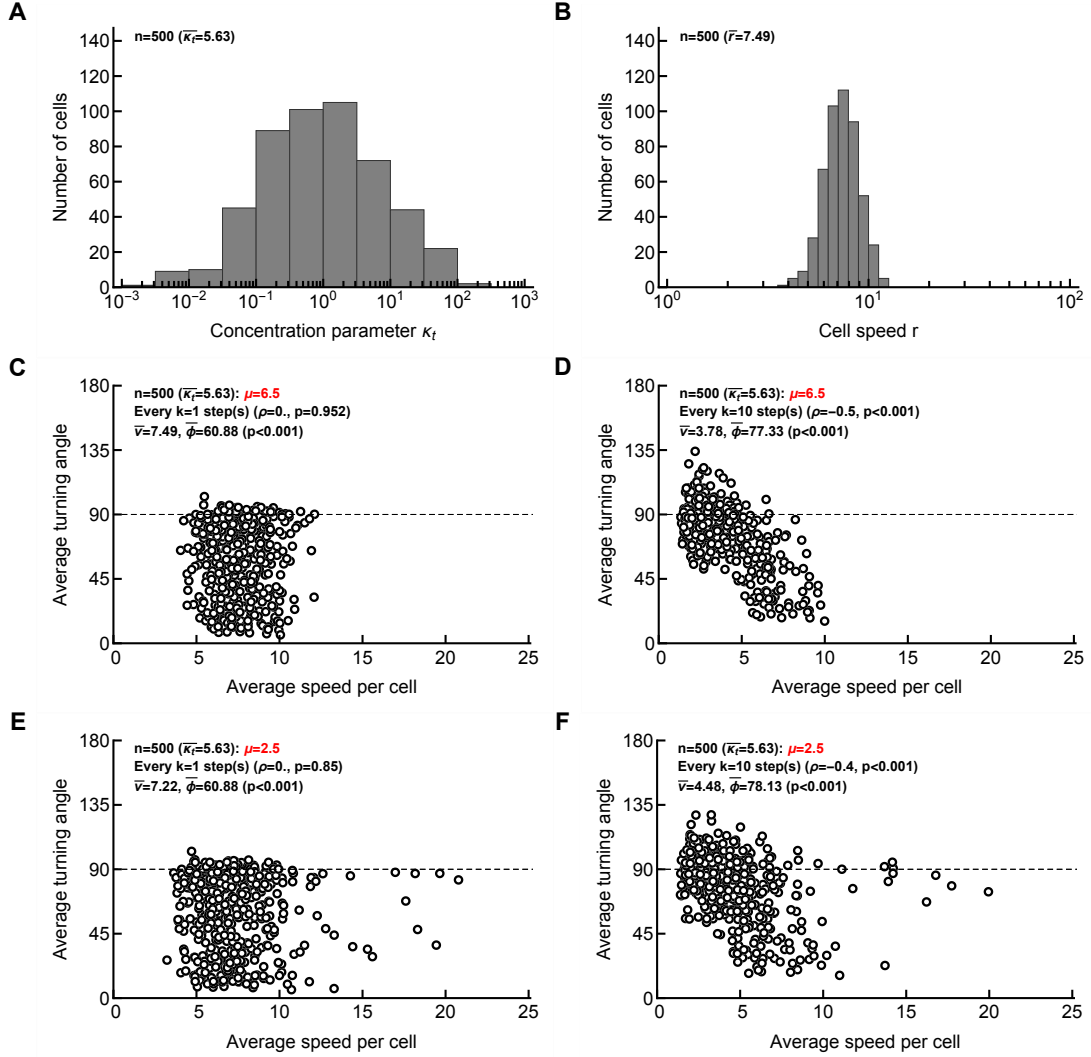 A
n=500 (κt=5.63)
Number of cells
140
120
100
80
60
40
20
0
10−3 10−2 10−1 100 101 102 103
Concentration parameter κt
B
n=500 (r=7.49)
Number of cells
140
120
100
80
60
40
20
0
100 101 102
Cell speed r
C
n=500 (κt=5.63): μ=6.5
Every k=1 step(s) (ρ=0., p=0.952)
v=7.49, ϕ=60.88 (p<0.001)
Average turning angle
180
135
90
45
0
0 5 10 15 20 25
Average speed per cell
D
n=500 (κt=5.63): μ=6.5
Every k=10 step(s) (ρ=−0.5, p<0.001)
v=3.78, ϕ=77.33 (p<0.001)
Average turning angle
180
135
90
45
0
0 5 10 15 20 25
Average speed per cell
E
n=500 (κt=5.63): μ=2.5
Every k=1 step(s) (ρ=0., p=0.85)
v=7.22, ϕ=60.88 (p<0.001)
Average turning angle
180
135
90
45
0
0 5 10 15 20 25
Average speed per cell
F
n=500 (κt=5.63): μ=2.5
Every k=10 step(s) (ρ=−0.4, p<0.001)
v=4.48, ϕ=78.13 (p<0.001)
Average turning angle
180
135
90
45
0
0 5 10 15 20 25
Average speed per cell